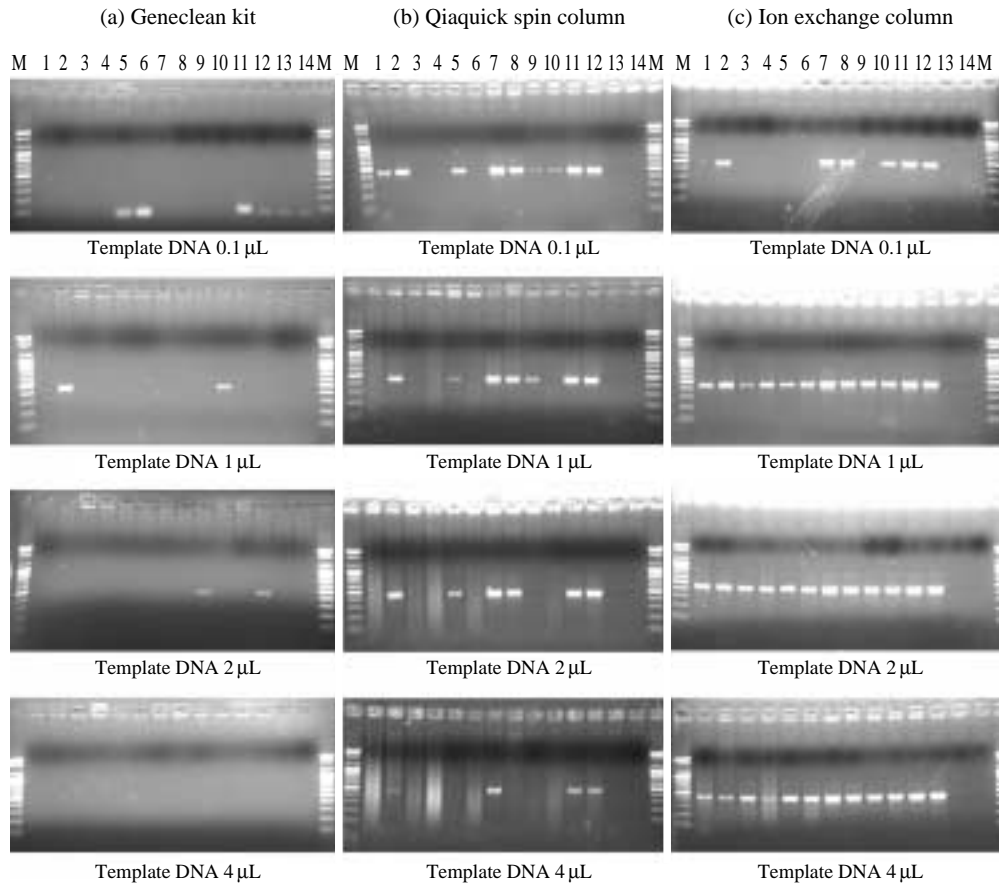 (a) Geneclean kit
(b) Qiaquick spin column
(c) Ion exchange column
M 1 2 3 4 5 6 7 8 9 10 11 12 13 14 M
M 1 2 3 4 5 6 7 8 9 10 11 12 13 14 M
M 1 2 3 4 5 6 7 8 9 10 11 12 13 14 M
Template DNA 0.1 μL
Template DNA 0.1 μL
Template DNA 0.1 μL
Template DNA 1 μL
Template DNA 1 μL
Template DNA 1 μL
Template DNA 2 μL
Template DNA 2 μL
Template DNA 2 μL
Template DNA 4 μL
Template DNA 4 μL
Template DNA 4 μL